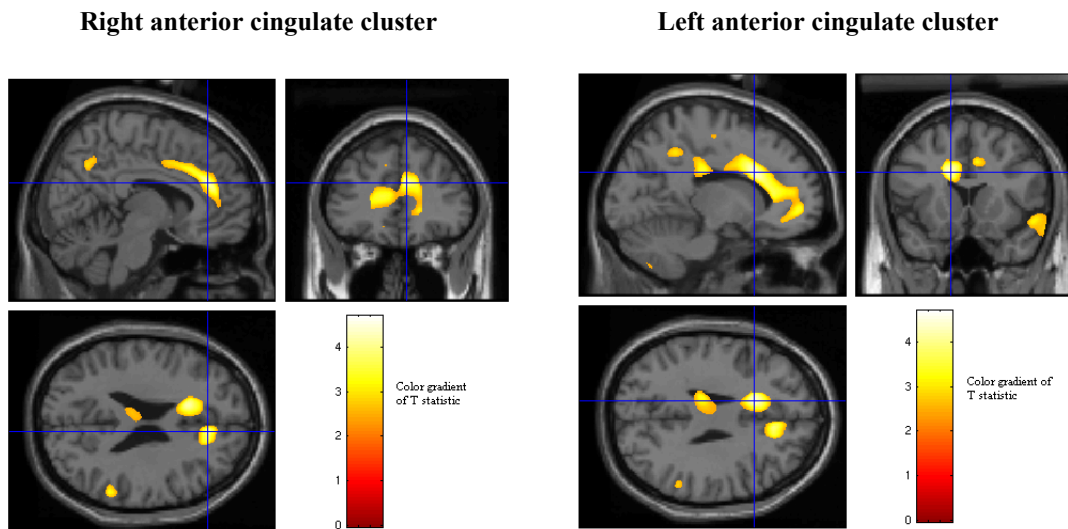 Right anterior cingulate cluster
Left anterior cingulate cluster
4
3
2
1
0
Color gradient
of T statistic
4
3
2
1
0
Color gradient of
T statistic